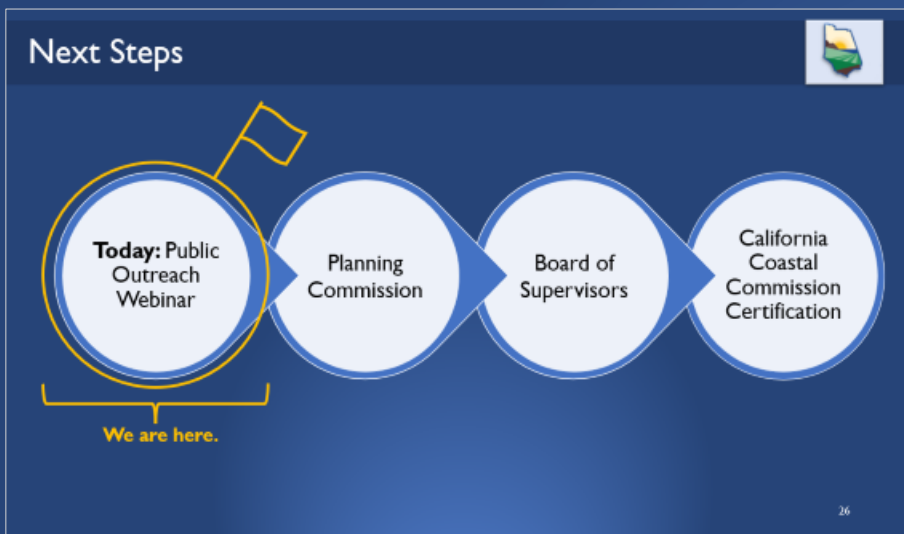 Next Steps
Today: Public
Outreach
Webinar
Planning
Commission
Board of
Supervisors
California
Coastal
Commission
Certification
We are here.
26